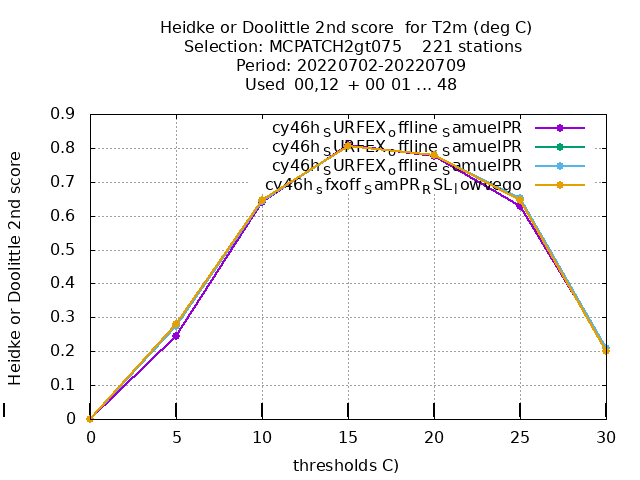 Heidke or Doolittle 2nd score  for T2m (deg C)
Selection: MCPATCH2gt075    221 stations
Period: 20220702-20220709
Used  00,12  + 00 01 ... 48
Heidke or Doolittle 2nd score
0.9
0.8
0.7
0.6
0.5
0.4
0.3
0.2
0.1
0
cy46h_SURFEX_offline_SamuelPR
cy46h_SURFEX_offline_SamuelPR
cy46h_SURFEX_offline_SamuelPR
cy46h_sfxoff_SamPR_RSL_lowvego
0 5 10 15 20 25 30
thresholds C)